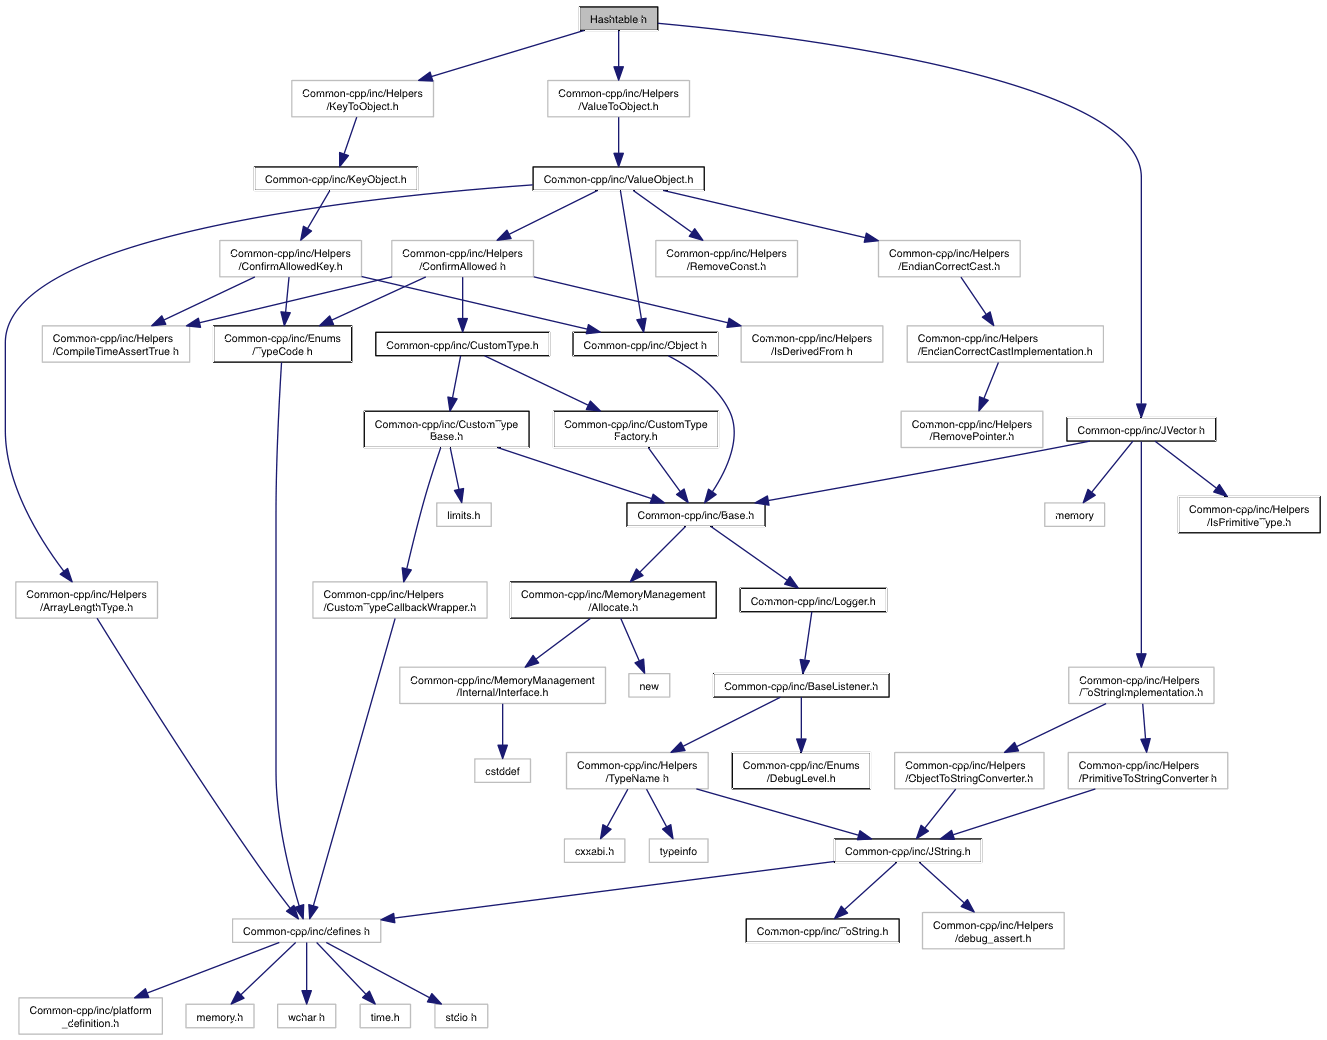 Hashtable.h
Common-cpp/inc/Helpers
/KeyToObject.h
Common-cpp/inc/Helpers
/ValueToObject.h
Common-cpp/inc/KeyObject.h
Common-cpp/inc/ValueObject.h
Common-cpp/inc/Helpers
/ConfirmAllowedKey.h
Common-cpp/inc/Helpers
/ConfirmAllowed.h
Common-cpp/inc/Helpers
/RemoveConst.h
Common-cpp/inc/Helpers
/EndianCorrectCast.h
Common-cpp/inc/Helpers
/CompileTimeAssertTrue.h
Common-cpp/inc/Enums
/TypeCode.h
Common-cpp/inc/CustomType.h
Common-cpp/inc/Object.h
Common-cpp/inc/Helpers
/IsDerivedFrom.h
Common-cpp/inc/Helpers
/EndianCorrectCastImplementation.h
Common-cpp/inc/CustomType
Base.h
Common-cpp/inc/CustomType
Factory.h
Common-cpp/inc/Helpers
/RemovePointer.h
Common-cpp/inc/JVector.h
limits.h
Common-cpp/inc/Base.h
memory
Common-cpp/inc/Helpers
/IsPrimitiveType.h
Common-cpp/inc/Helpers
/ArrayLengthType.h
Common-cpp/inc/Helpers
/CustomTypeCallbackWrapper.h
Common-cpp/inc/MemoryManagement
/Allocate.h
Common-cpp/inc/Logger.h
Common-cpp/inc/MemoryManagement
/Internal/Interface.h
new
Common-cpp/inc/BaseListener.h
Common-cpp/inc/Helpers
/ToStringImplementation.h
cstddef
Common-cpp/inc/Helpers
/TypeName.h
Common-cpp/inc/Enums
/DebugLevel.h
Common-cpp/inc/Helpers
/ObjectToStringConverter.h
Common-cpp/inc/Helpers
/PrimitiveToStringConverter.h
cxxabi.h
typeinfo
Common-cpp/inc/JString.h
Common-cpp/inc/defines.h
Common-cpp/inc/ToString.h
Common-cpp/inc/Helpers
/debug_assert.h
Common-cpp/inc/platform
_definition.h
memory.h
wchar.h
time.h
stdio.h